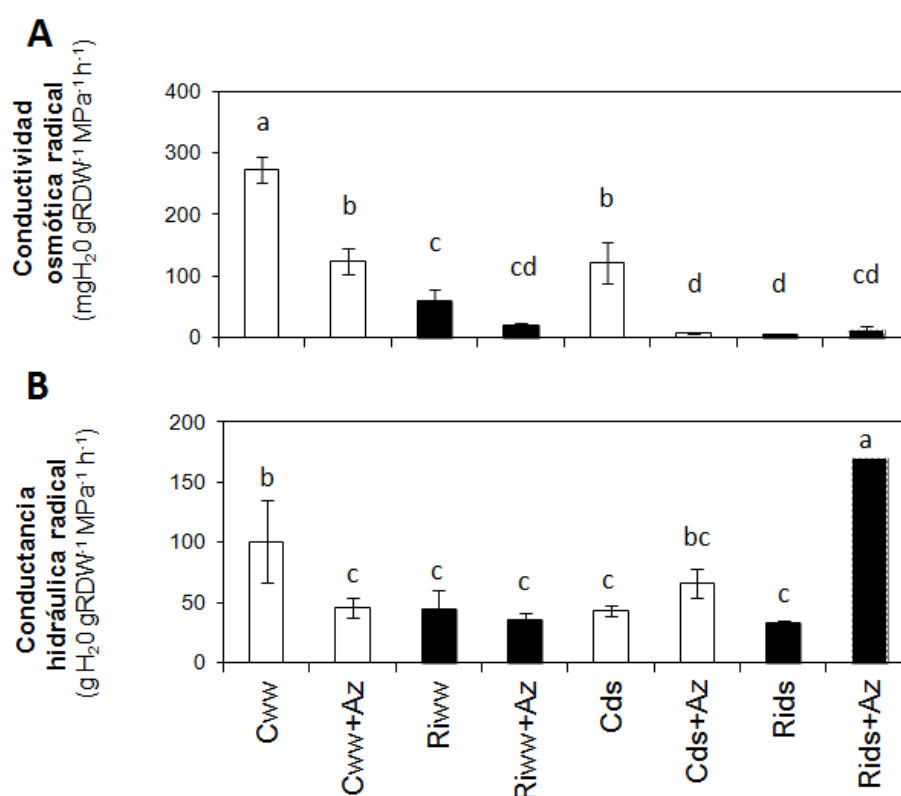 A
Conductividad
osmótica radical
(mgH₂0 gRDW⁻¹ MPa⁻¹ h⁻¹)
400
300
200
100
0
a
b
c
cd
b
d
d
cd
B
Conductancia
hidráulica radical
(g H₂0 gRDW⁻¹ MPa⁻¹ h⁻¹)
200
150
100
50
0
b
c
c
c
c
bc
c
a
Cww
Cww+Az
Riww
Riww+Az
Cds
Cds+Az
Rids
Rids+Az